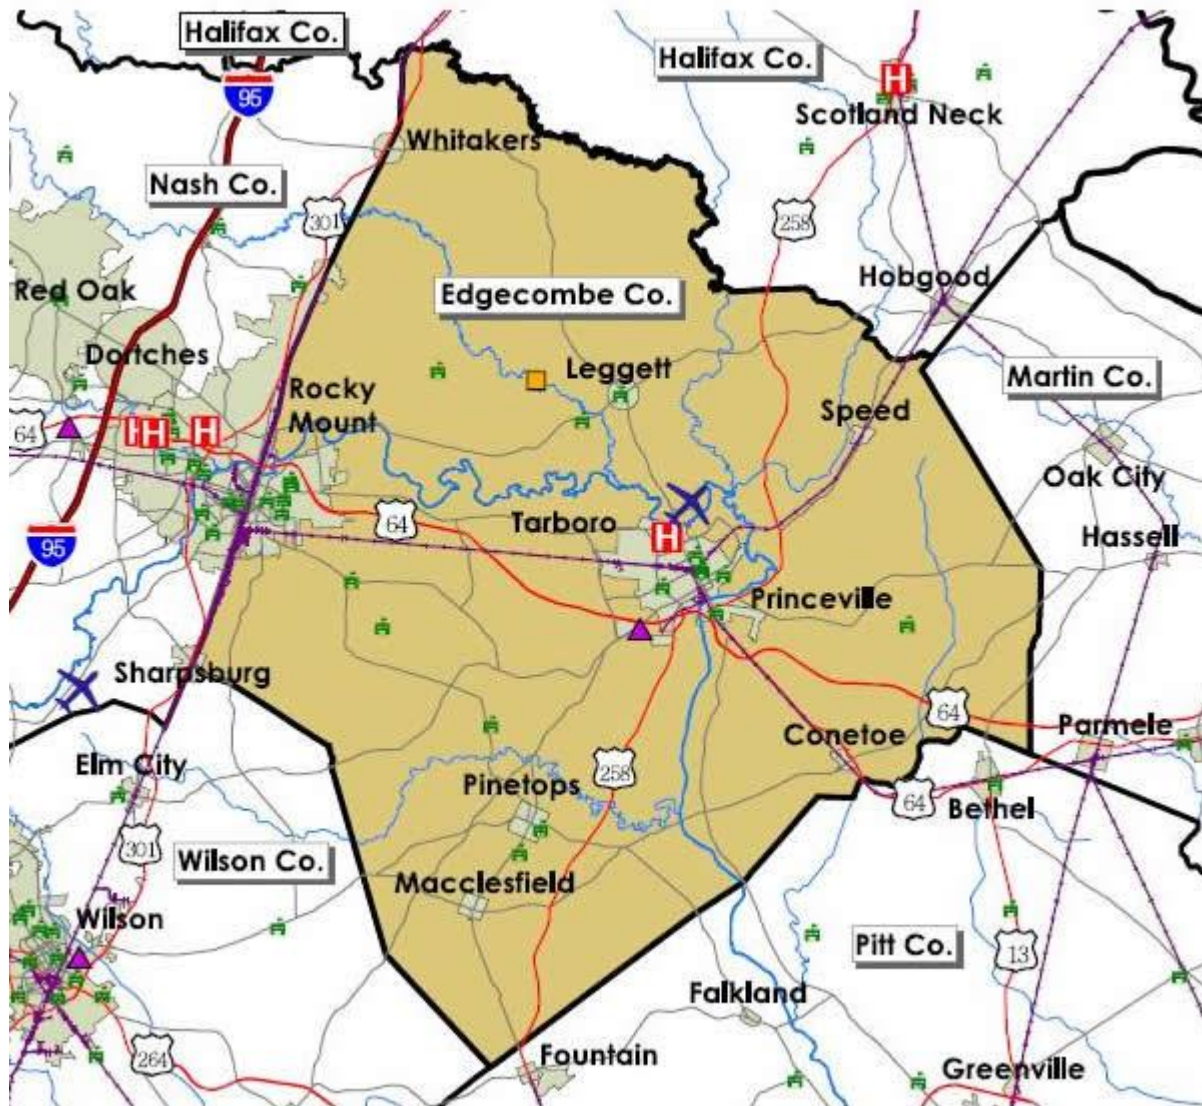 Halifax Co.
95
Halifax Co.
H
Scotland Neck
Whitakers
Nash Co.
301
258
Red Oak
Edgecombe Co.
Hobgood
Dortches
Leggett
Martin Co.
Rocky
Mount
Speed
64
H
H
H
Oak City
64
Tarboro
H
Hassell
95
Princeville
Sharpsburg
64
Parmele
Conetoe
Elm City
258
Pinetops
64
Bethel
301
Wilson Co.
Macclesfield
Wilson
Pitt Co.
13
Falkland
264
Fountain
Greenville